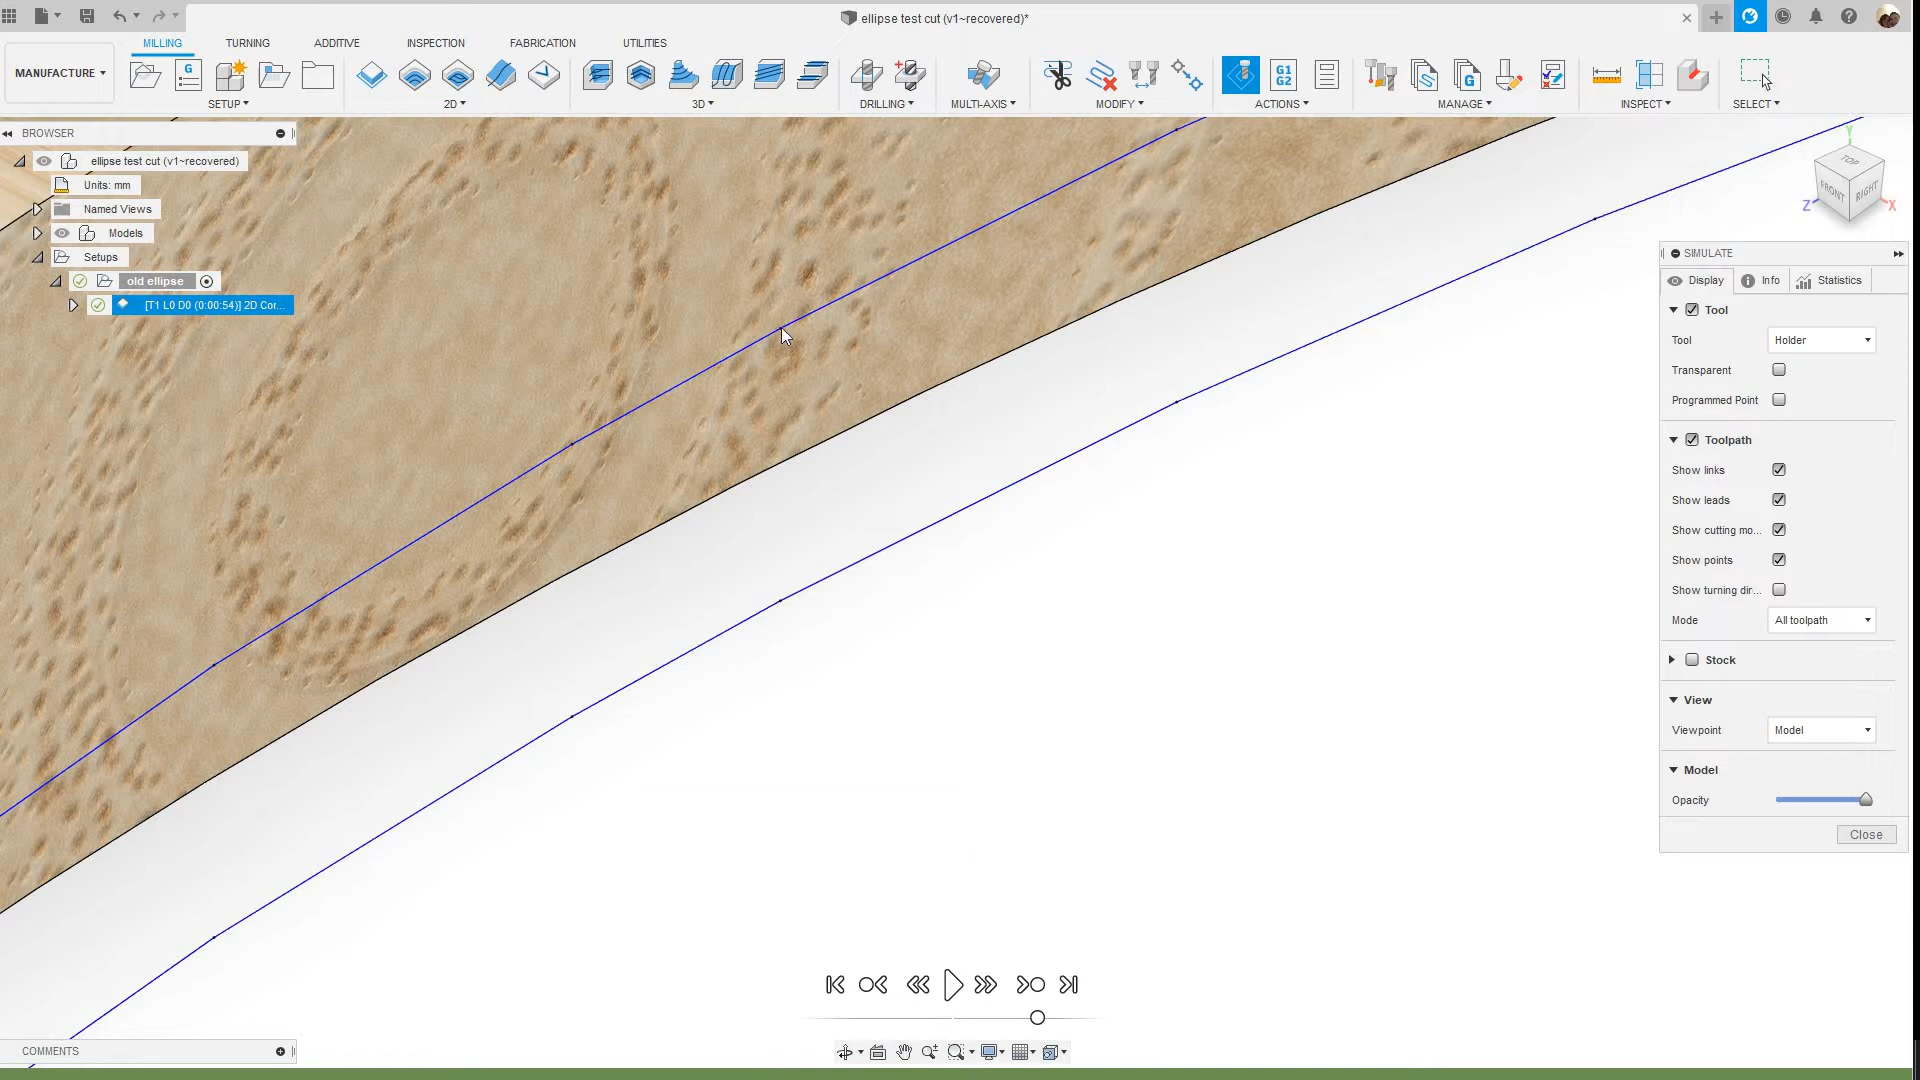 ellipse test cut (v1~recovered)*
MANUFACTURE
MILLING TURNING ADDITIVE INSPECTION FABRICATION UTILITIES
G
G1
G2
G
SETUP 2D 3D DRILLING MULTI-AXIS MODIFY ACTIONS MANAGE INSPECT SELECT
BROWSER
ellipse test cut (v1~recovered)
Units: mm
Named Views
Models
Setups
old ellipse
[T1 L0 D0 (0:00:54)] 2D Con...
Y
TOP
FRONT
RIGHT
Z
X
SIMULATE
Display Info Statistics
Tool
Tool Holder
Transparent
Programmed Point
Toolpath
Show links
Show leads
Show cutting mo...
Show points
Show turning dir...
Mode All toolpath
Stock
View
Viewpoint Model
Model
Opacity
Close
COMMENTS